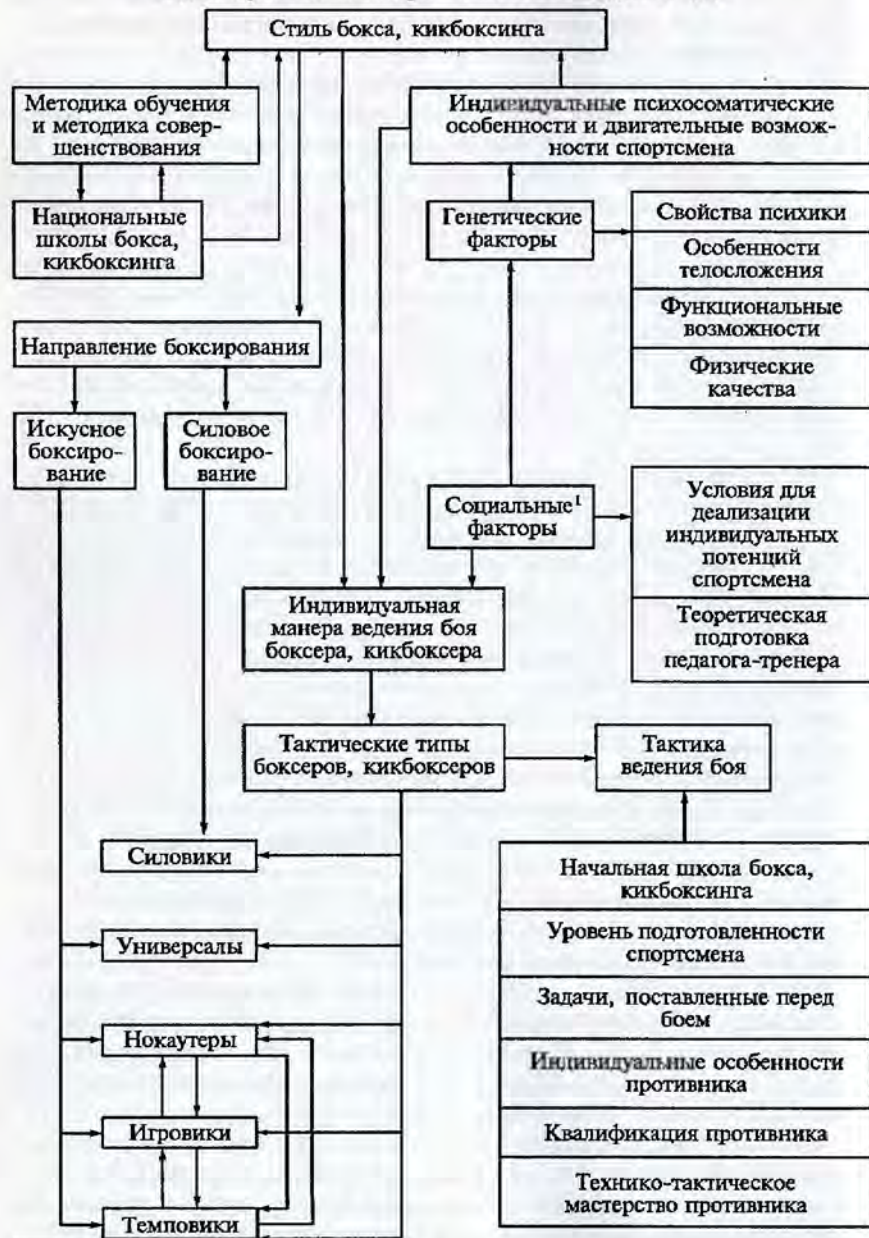 Стиль бокса, кикбоксинга
Методика обучения
и методика совер-
шенствования
Индивидуальные психосоматические
особенности и двигательные возмож-
ности спортсмена
Национальные
школы бокса,
кикбоксинга
Генетические
факторы
Свойства психики
Особенности
телосложения
Функциональные
возможности
Физические
качества
Направление боксирования
Искусное
боксиро-
вание
Силовое
боксиро-
вание
Социальные¹
факторы
Условия для
деализации
индивидуальных
потенций
спортсмена
Теоретическая
подготовка
педагога-тренера
Индивидуальная
манера ведения боя
боксера, кикбоксера
Тактические типы
боксеров, кикбоксеров
Тактика
ведения боя
Силовики
Универсалы
Нокаутеры
Игровики
Темповики
Начальная школа бокса,
кикбоксинга
Уровень подготовленности
спортсмена
Задачи, поставленные перед
боем
Индивидуальные особенности
противника
Квалификация противника
Технико-тактическое
мастерство противника